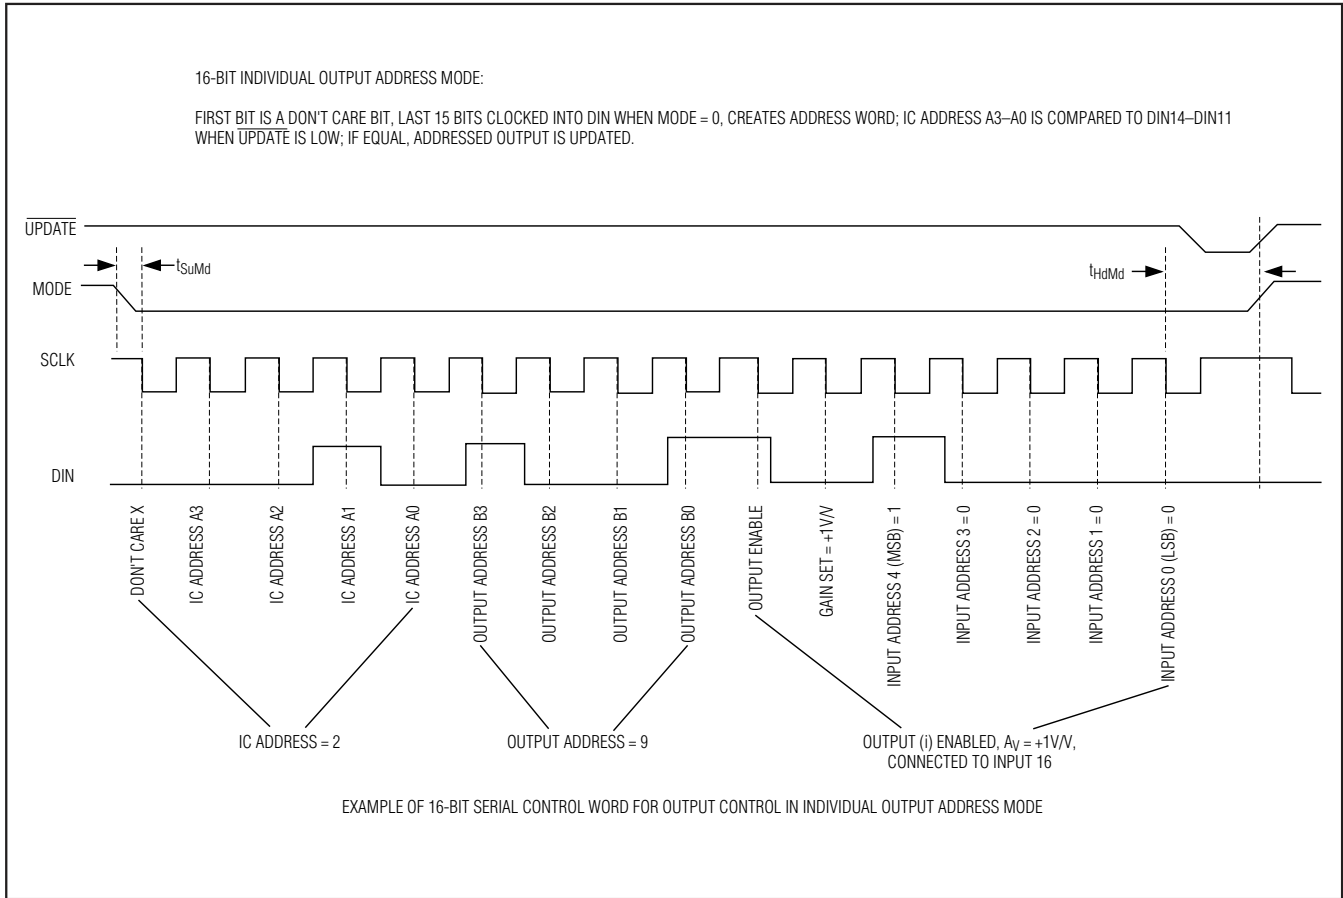 16-BIT INDIVIDUAL OUTPUT ADDRESS MODE:
FIRST BIT IS A DON'T CARE BIT, LAST 15 BITS CLOCKED INTO DIN WHEN MODE = 0, CREATES ADDRESS WORD; IC ADDRESS A3–A0 IS COMPARED TO DIN14–DIN11
WHEN UPDATE IS LOW; IF EQUAL, ADDRESSED OUTPUT IS UPDATED.
UPDATE
tSuMd
tHdMd
MODE
SCLK
DIN
DON'T CARE X
IC ADDRESS A3
IC ADDRESS A2
IC ADDRESS A1
IC ADDRESS A0
OUTPUT ADDRESS B3
OUTPUT ADDRESS B2
OUTPUT ADDRESS B1
OUTPUT ADDRESS B0
OUTPUT ENABLE
GAIN SET = +1V/V
INPUT ADDRESS 4 (MSB) = 1
INPUT ADDRESS 3 = 0
INPUT ADDRESS 2 = 0
INPUT ADDRESS 1 = 0
INPUT ADDRESS 0 (LSB) = 0
IC ADDRESS = 2
OUTPUT ADDRESS = 9
OUTPUT (i) ENABLED, AV = +1V/V,
CONNECTED TO INPUT 16
EXAMPLE OF 16-BIT SERIAL CONTROL WORD FOR OUTPUT CONTROL IN INDIVIDUAL OUTPUT ADDRESS MODE